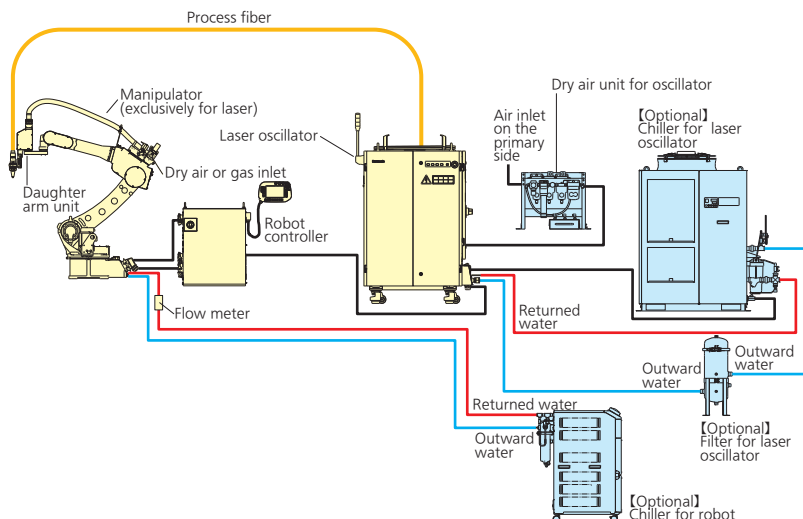 Process fiber
Manipulator
(exclusively for laser)
Dry air unit for oscillator
Air inlet
on the
primary
side
【Optional】
Chiller for laser
oscillator
Laser oscillator
Dry air or gas inlet
Daughter
arm unit
Robot
controller
Flow meter
Returned
water
Outward
water
Outward
water
Returned water
Outward
water
【Optional】
Filter for laser
oscillator
【Optional】
Chiller for robot